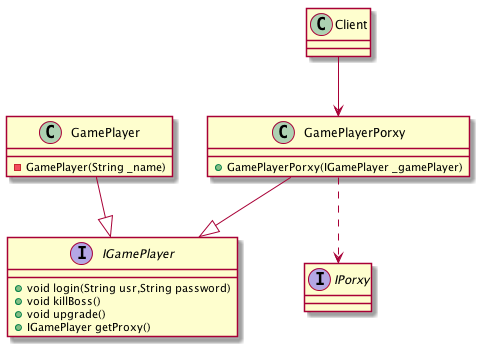 C Client
C GamePlayer
GamePlayer(String _name)
C GamePlayerPorxy
GamePlayerPorxy(IGamePlayer _gamePlayer)
I IGamePlayer
void login(String usr,String password)
void killBoss()
void upgrade()
IGamePlayer getProxy()
I IPorxy